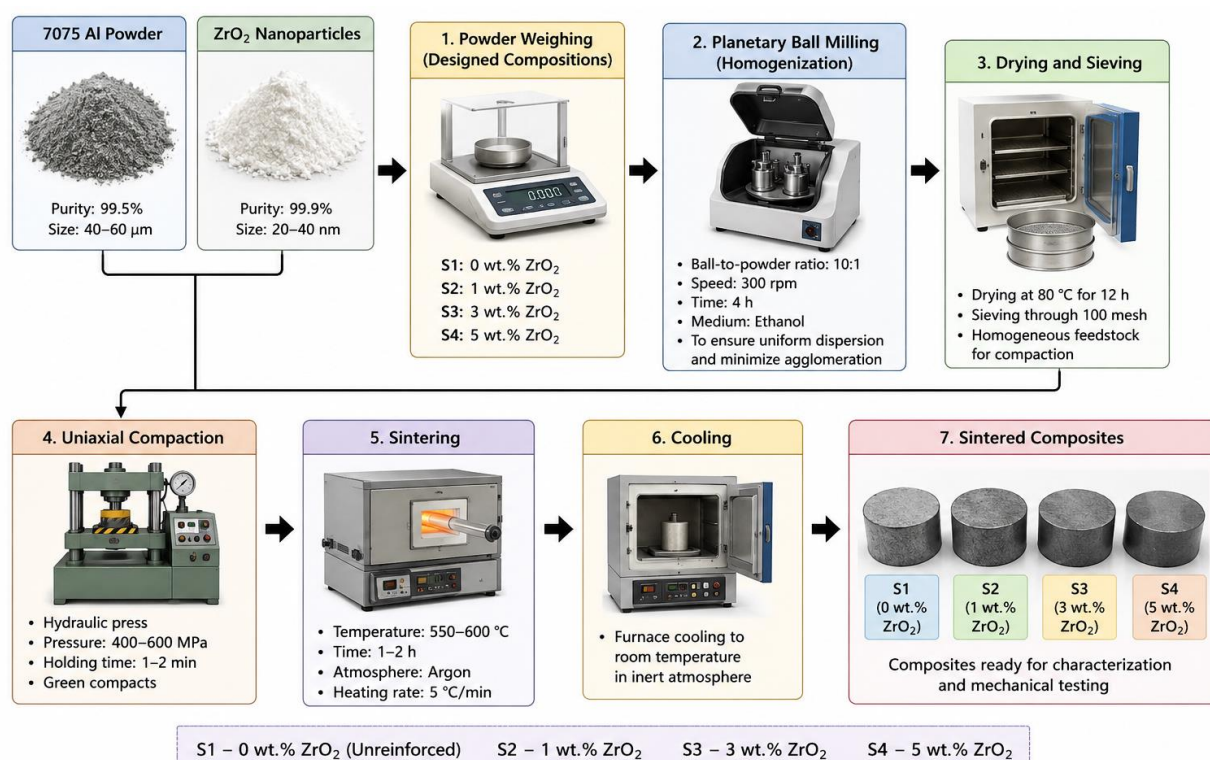 7075 Al Powder
Purity: 99.5%
Size: 40–60 μm
ZrO₂ Nanoparticles
Purity: 99.9%
Size: 20–40 nm
1. Powder Weighing
(Designed Compositions)
0.000
S1: 0 wt.% ZrO₂
S2: 1 wt.% ZrO₂
S3: 3 wt.% ZrO₂
S4: 5 wt.% ZrO₂
2. Planetary Ball Milling
(Homogenization)
• Ball-to-powder ratio: 10:1
• Speed: 300 rpm
• Time: 4 h
• Medium: Ethanol
• To ensure uniform dispersion
and minimize agglomeration
3. Drying and Sieving
• Drying at 80 °C for 12 h
• Sieving through 100 mesh
• Homogeneous feedstock
for compaction
4. Uniaxial Compaction
• Hydraulic press
• Pressure: 400–600 MPa
• Holding time: 1–2 min
• Green compacts
5. Sintering
• Temperature: 550–600 °C
• Time: 1–2 h
• Atmosphere: Argon
• Heating rate: 5 °C/min
6. Cooling
• Furnace cooling to
room temperature
in inert atmosphere
7. Sintered Composites
S1
(0 wt.%
ZrO₂)
S2
(1 wt.%
ZrO₂)
S3
(3 wt.%
ZrO₂)
S4
(5 wt.%
ZrO₂)
Composites ready for characterization
and mechanical testing
S1 – 0 wt.% ZrO₂ (Unreinforced) S2 – 1 wt.% ZrO₂ S3 – 3 wt.% ZrO₂ S4 – 5 wt.% ZrO₂